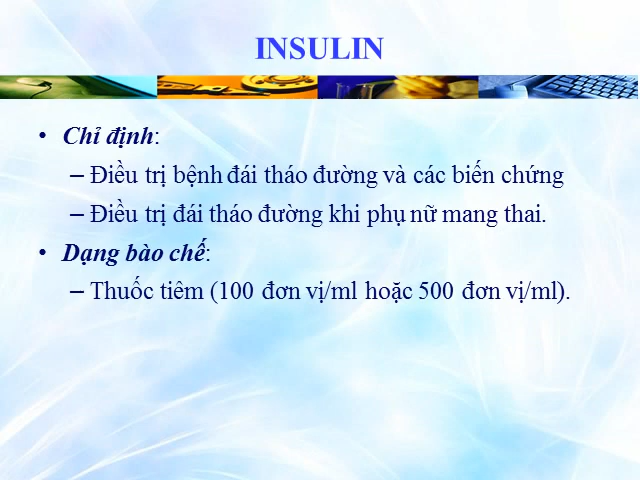 INSULIN
• Chỉ định:
– Điều trị bệnh đái tháo đường và các biến chứng
– Điều trị đái tháo đường khi phụ nữ mang thai.
• Dạng bào chế:
– Thuốc tiêm (100 đơn vị/ml hoặc 500 đơn vị/ml).